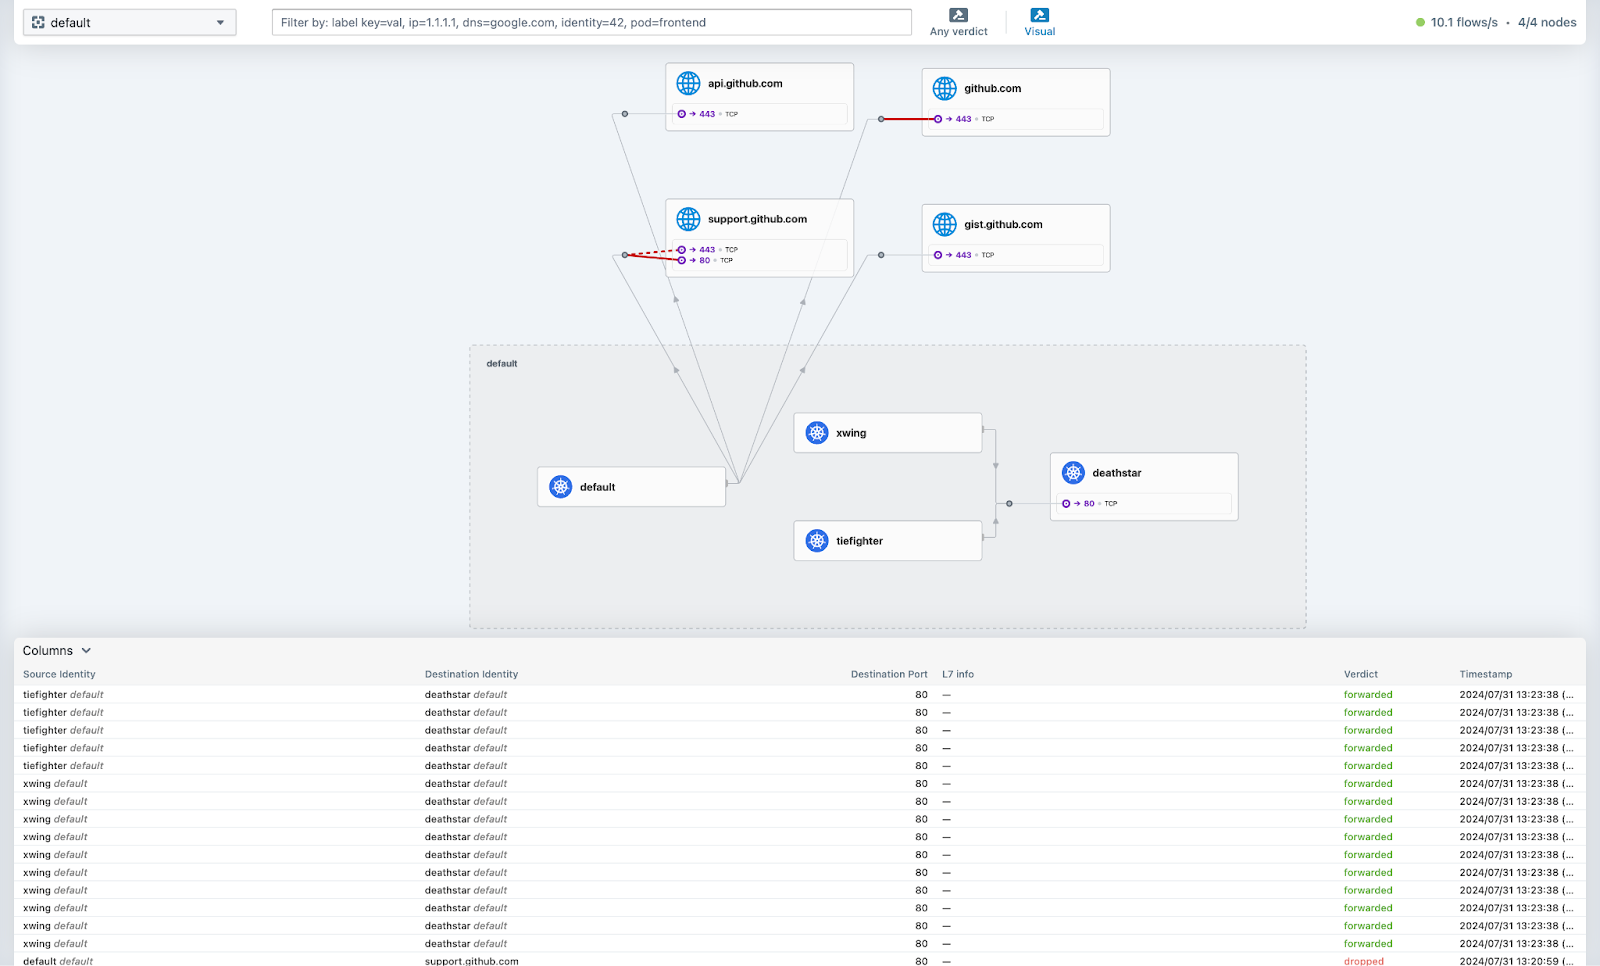 default
Filter by: label key=val, ip=1.1.1.1, dns=google.com, identity=42, pod=frontend
Any verdict
Visual
10.1 flows/s • 4/4 nodes
api.github.com
→ 443 • TCP
github.com
→ 443 • TCP
support.github.com
→ 443 • TCP
→ 80 • TCP
gist.github.com
→ 443 • TCP
default
xwing
default
deathstar
→ 80 • TCP
tiefighter
Columns
Source Identity Destination Identity Destination Port L7 info Verdict Timestamp
tiefighter default deathstar default 80 — forwarded 2024/07/31 13:23:38 (...
tiefighter default deathstar default 80 — forwarded 2024/07/31 13:23:38 (...
tiefighter default deathstar default 80 — forwarded 2024/07/31 13:23:38 (...
tiefighter default deathstar default 80 — forwarded 2024/07/31 13:23:38 (...
tiefighter default deathstar default 80 — forwarded 2024/07/31 13:23:38 (...
xwing default deathstar default 80 — forwarded 2024/07/31 13:23:38 (...
xwing default deathstar default 80 — forwarded 2024/07/31 13:23:38 (...
xwing default deathstar default 80 — forwarded 2024/07/31 13:23:38 (...
xwing default deathstar default 80 — forwarded 2024/07/31 13:23:38 (...
xwing default deathstar default 80 — forwarded 2024/07/31 13:23:38 (...
xwing default deathstar default 80 — forwarded 2024/07/31 13:23:38 (...
xwing default deathstar default 80 — forwarded 2024/07/31 13:23:38 (...
xwing default deathstar default 80 — forwarded 2024/07/31 13:23:38 (...
xwing default deathstar default 80 — forwarded 2024/07/31 13:23:38 (...
xwing default deathstar default 80 — forwarded 2024/07/31 13:23:38 (...
default default support.github.com 80 — dropped 2024/07/31 13:20:59 (...